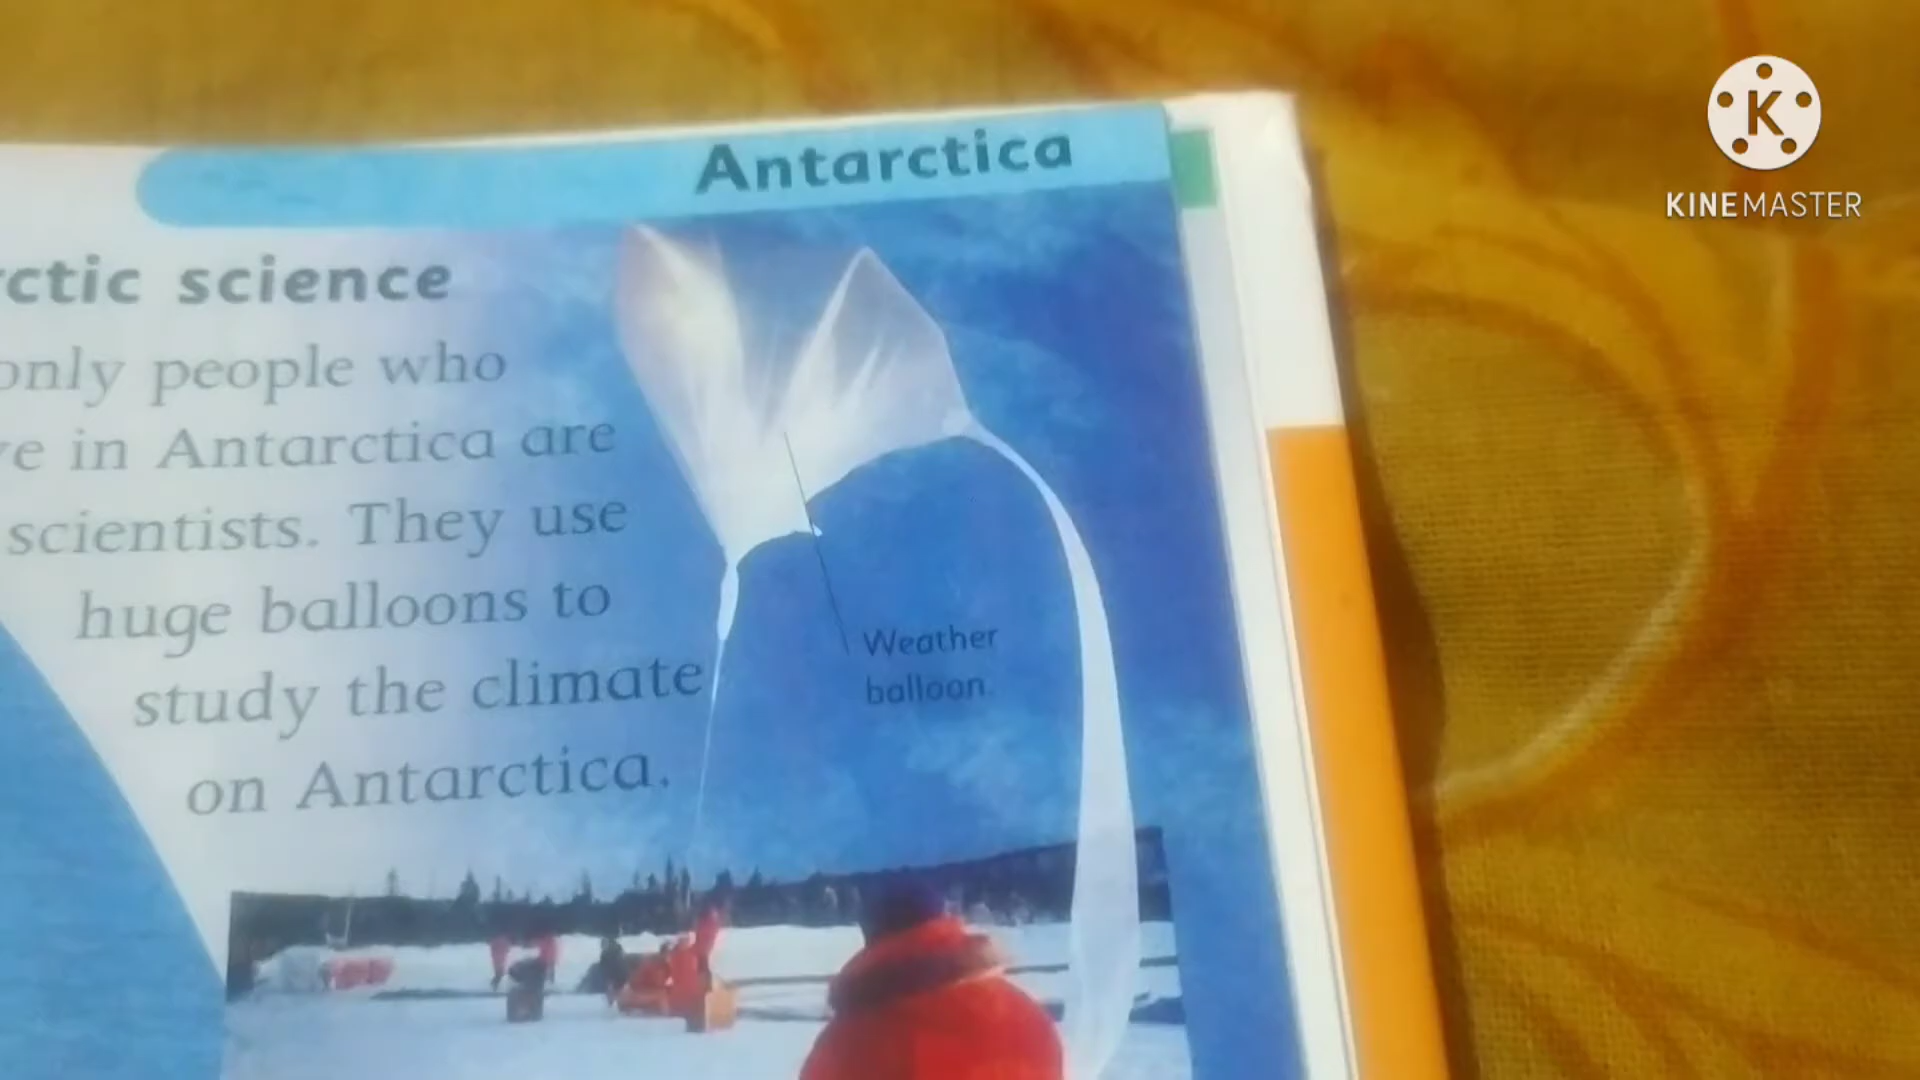 Antarctica
science
only people who
in Antarctica are
scientists. They use
huge balloons to
study the climate
on Antarctica.
Weather
balloon.
K
KINEMASTER